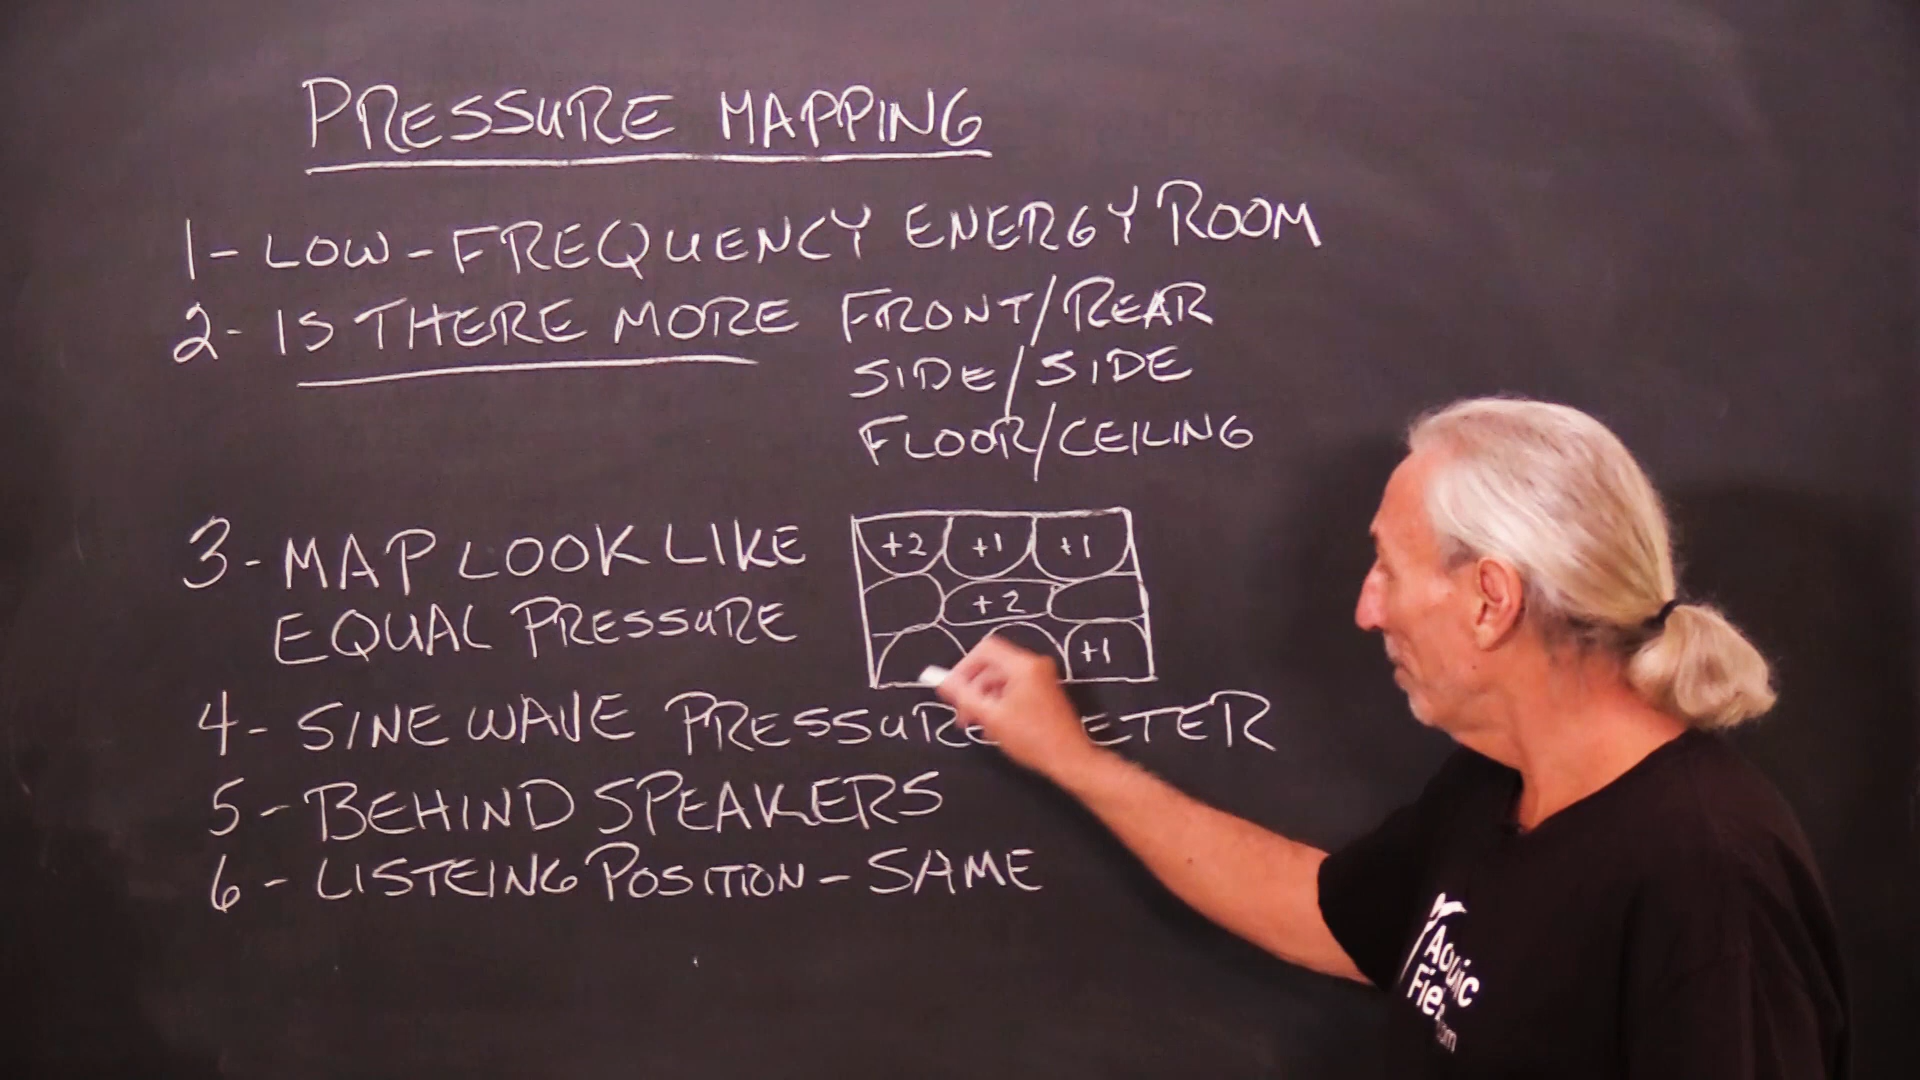 PRESSURE MAPPING
1- LOW-FREQUENCY ENERGY ROOM
2- IS THERE MORE FRONT/REAR
SIDE/SIDE
FLOOR/CEILING
3- MAP LOOK LIKE
EQUAL PRESSURE
+2 +1 +1
+2
+1
4- SINE WAVE PRESSURE
5- BEHIND SPEAKERS
6- LISTEING POSITION - SAME